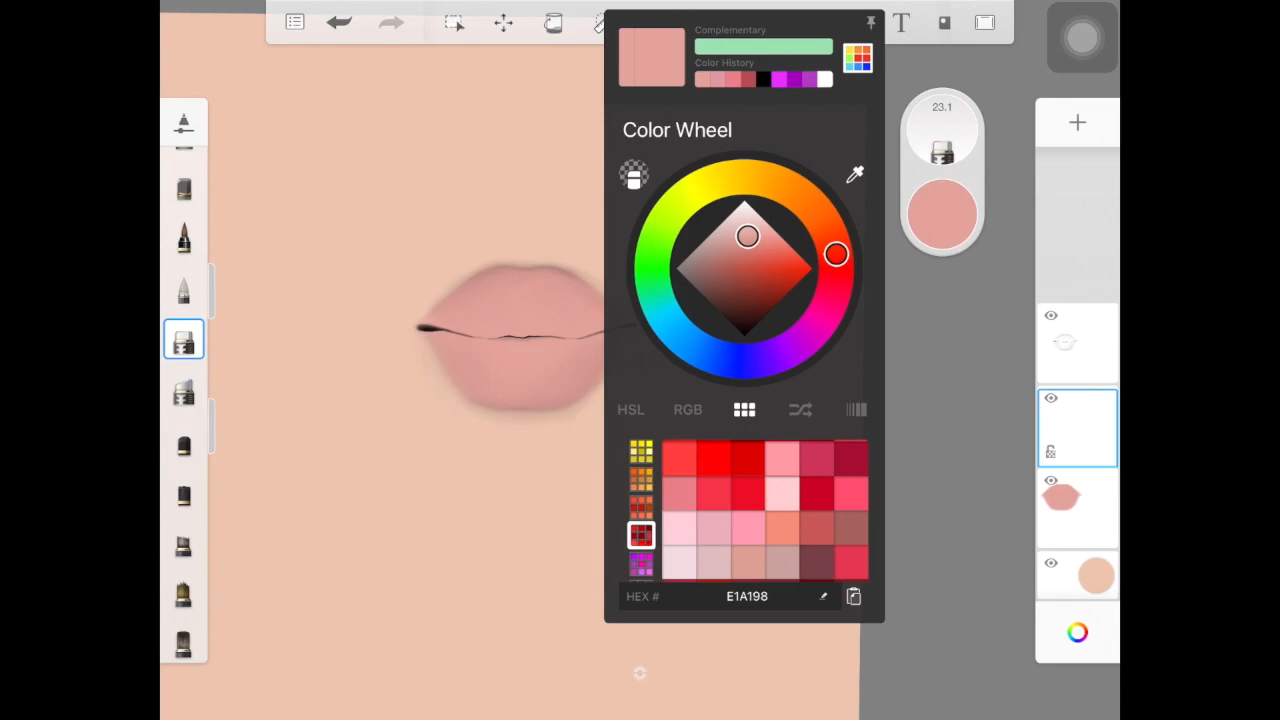 T
Complementary
Color History
23.1
Color Wheel
HSL RGB
HEX # E1A198